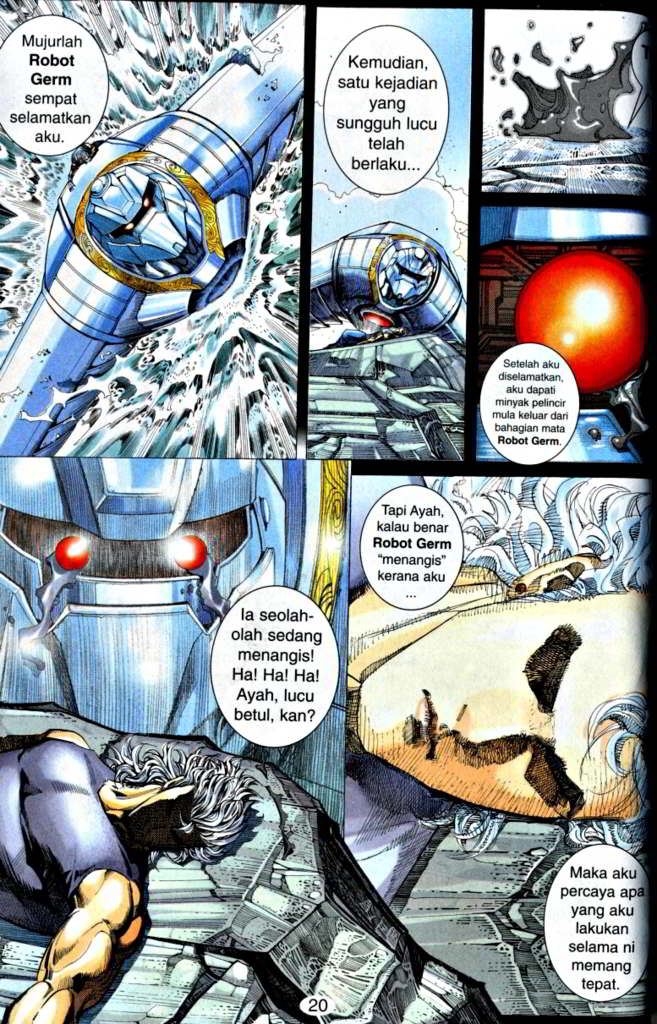 Mujurlah
Robot
Germ
sempat
selamatkan
aku.
Kemudian,
satu kejadian
yang
sungguh lucu
telah
berlaku...
Setelah aku
diselamatkan,
aku dapati
minyak pelincir
mula keluar dari
bahagian mata
Robot Germ.
Ia seolah-
olah sedang
menangis!
Ha! Ha! Ha!
Ayah, lucu
betul, kan?
Tapi Ayah,
kalau benar
Robot Germ
“menangis”
kerana aku
...
Maka aku
percaya apa
yang aku
lakukan
selama ni
memang
tepat.
20